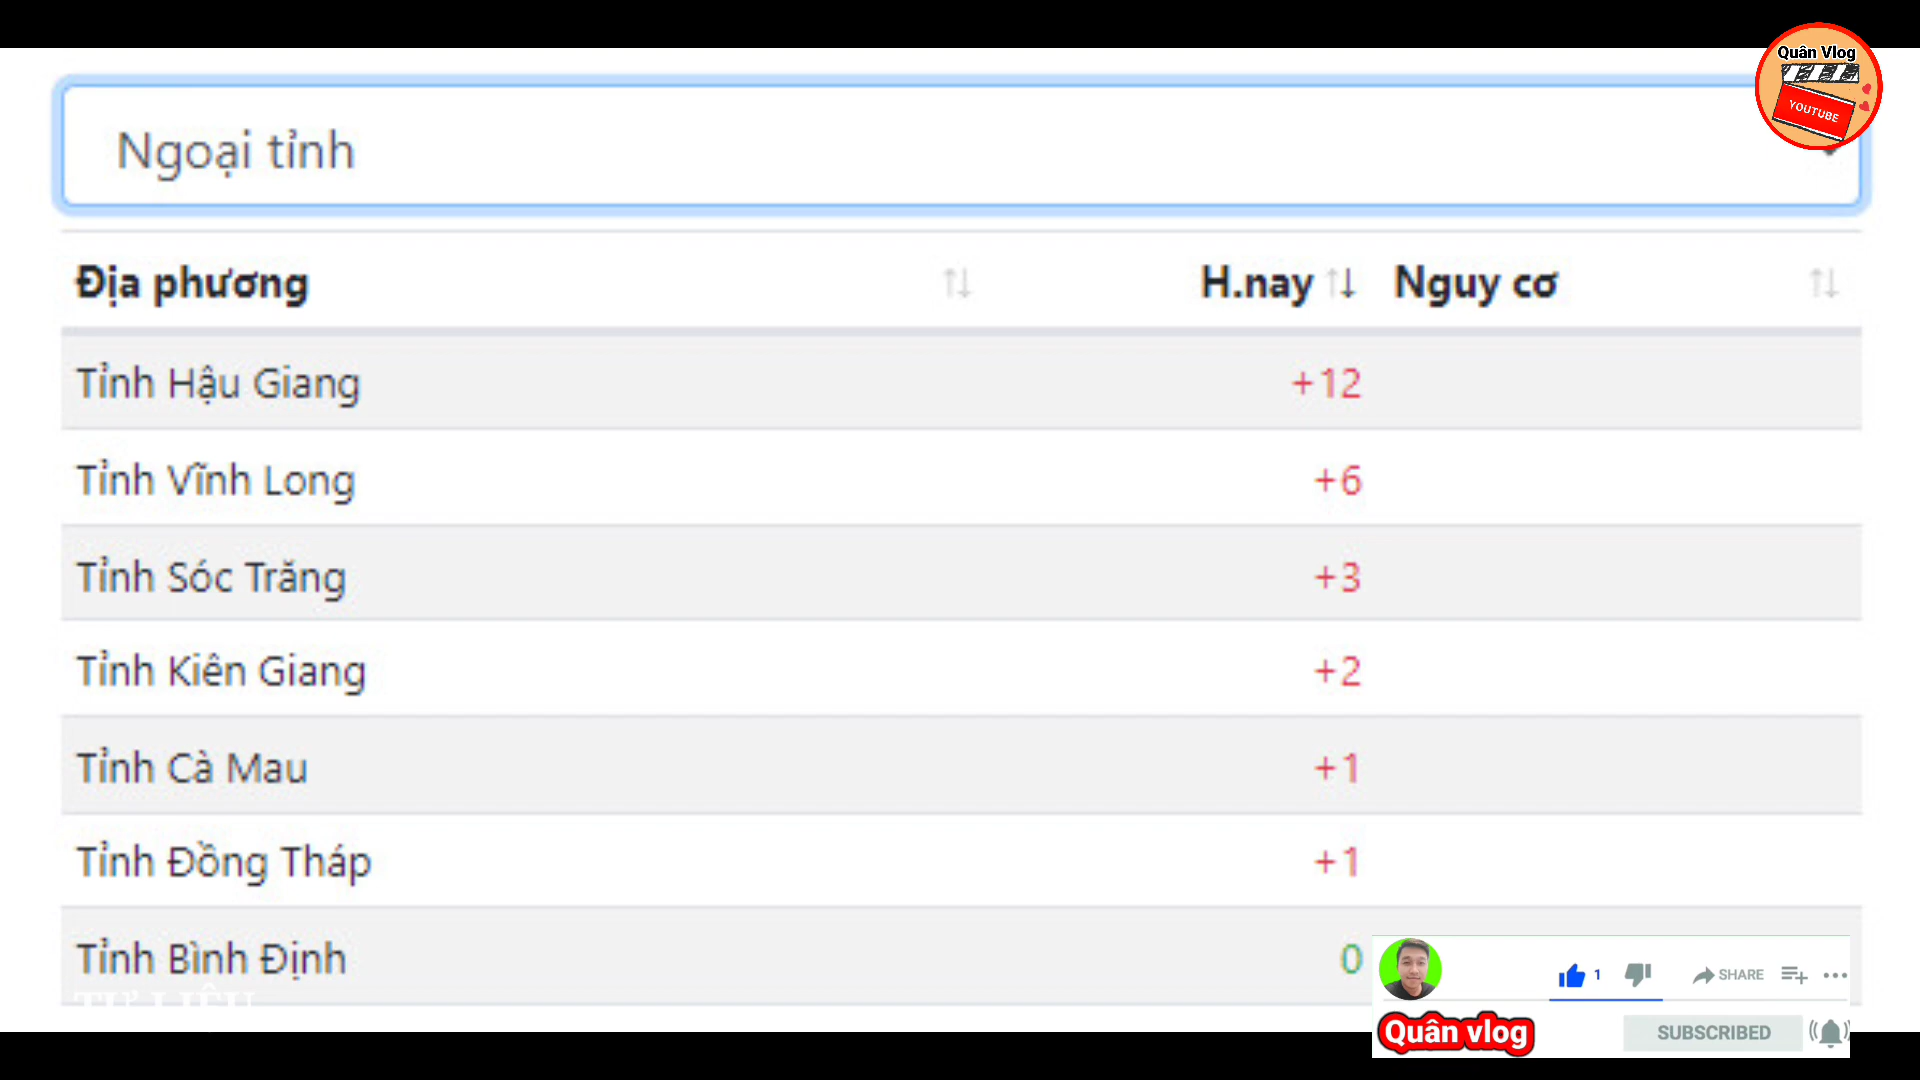 Quân Vlog
YOUTUBE
Ngoại tỉnh
Địa phương H.nay Nguy cơ
Tỉnh Hậu Giang +12
Tỉnh Vĩnh Long +6
Tỉnh Sóc Trăng +3
Tỉnh Kiên Giang +2
Tỉnh Cà Mau +1
Tỉnh Đồng Tháp +1
Tỉnh Bình Định 0
TƯ LIỆU
1 SHARE
Quân vlog SUBSCRIBED